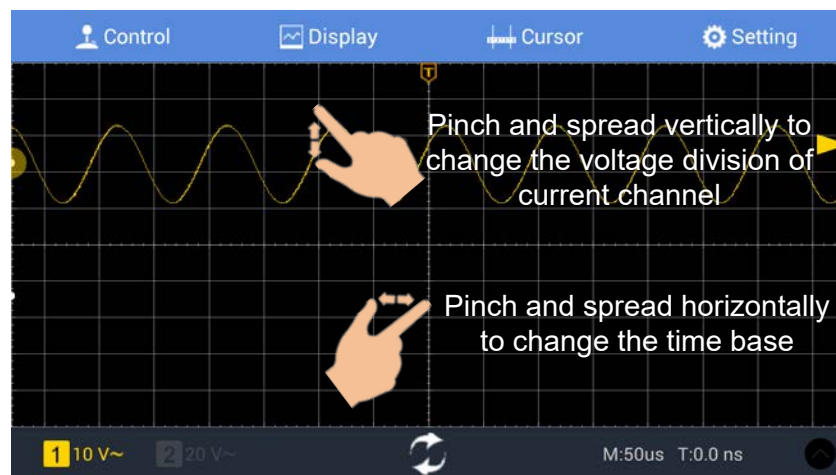 Control Display Cursor Setting
T
Pinch and spread vertically to
change the voltage division of
current channel
Pinch and spread horizontally
to change the time base
1 10 V~ 2 20 V~ M:50us T:0.0 ns